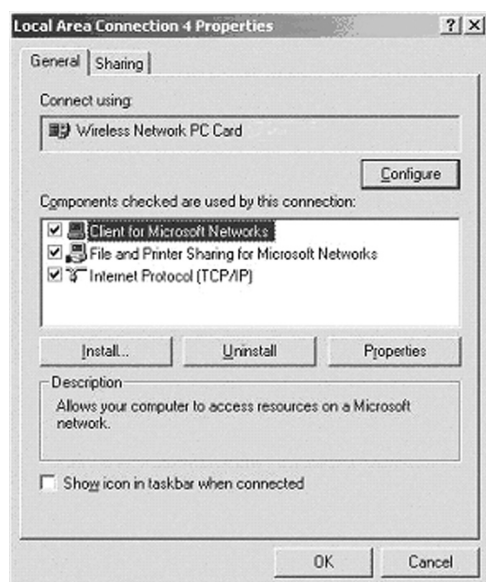 Local Area Connection 4 Properties
? X
General Sharing
Connect using:
Wireless Network PC Card
Configure
Components checked are used by this connection:
Client for Microsoft Networks
File and Printer Sharing for Microsoft Networks
Internet Protocol (TCP/IP)
Install... Uninstall Properties
Description
Allows your computer to access resources on a Microsoft
network.
Show icon in taskbar when connected
OK Cancel